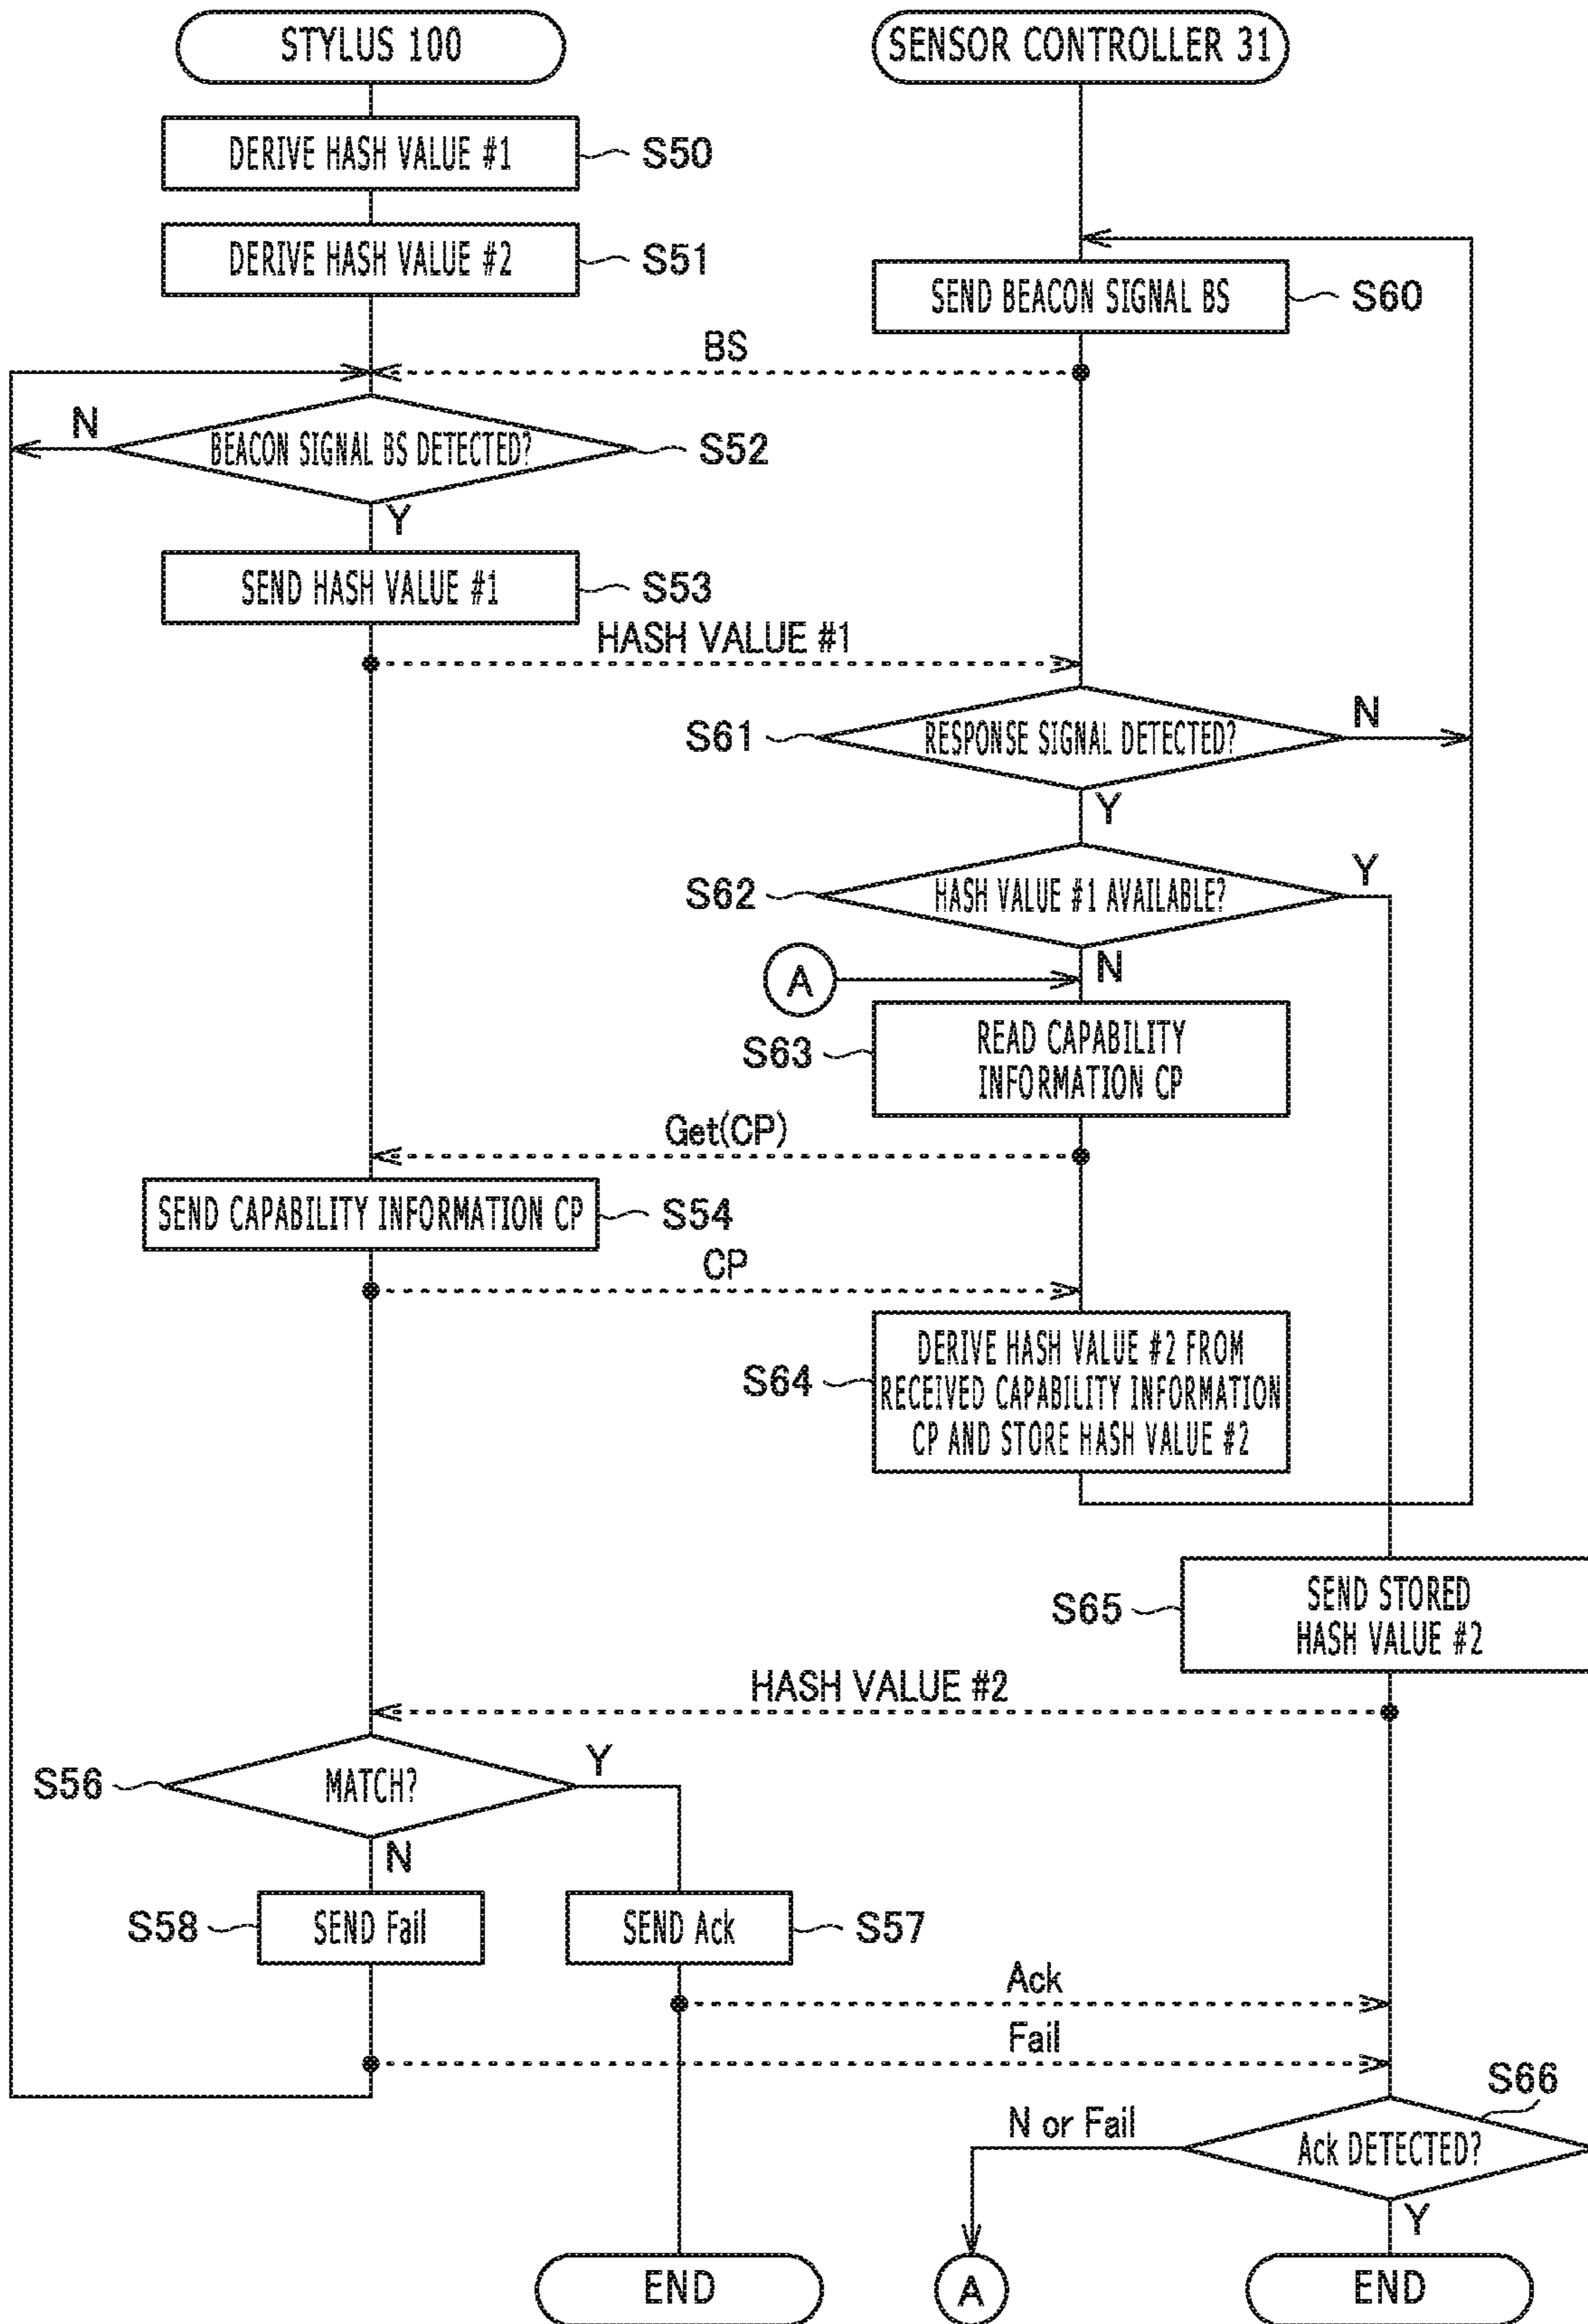 STYLUS 100
SENSOR CONTROLLER 31
DERIVE HASH VALUE #1
S50
DERIVE HASH VALUE #2
S51
SEND BEACON SIGNAL BS
S60
BS
N
BEACON SIGNAL BS DETECTED?
S52
Y
SEND HASH VALUE #1
S53
HASH VALUE #1
S61
RESPONSE SIGNAL DETECTED?
N
Y
S62
HASH VALUE #1 AVAILABLE?
Y
N
A
S63
READ CAPABILITY
INFORMATION CP
Get(CP)
SEND CAPABILITY INFORMATION CP
S54
CP
S64
DERIVE HASH VALUE #2 FROM
RECEIVED CAPABILITY INFORMATION
CP AND STORE HASH VALUE #2
S65
SEND STORED
HASH VALUE #2
HASH VALUE #2
S56
MATCH?
Y
N
S58
SEND Fail
SEND Ack
S57
Ack
Fail
S66
N or Fail
Ack DETECTED?
Y
END
A
END